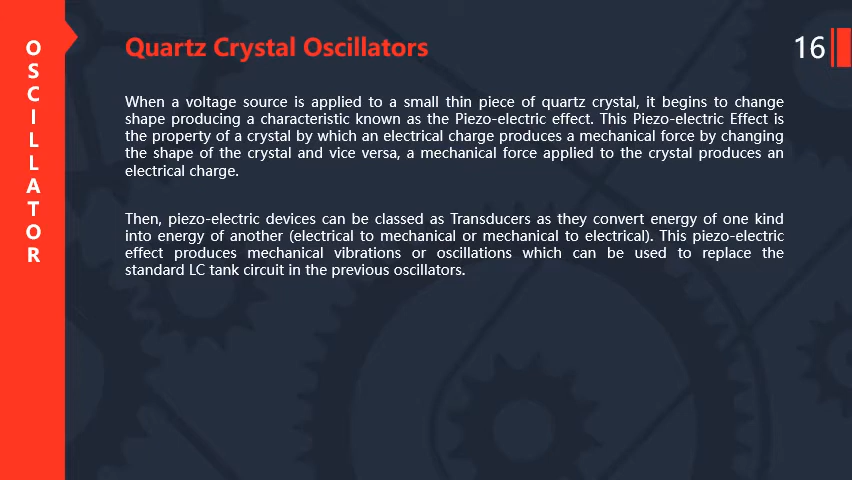 OSCILLATOR
Quartz Crystal Oscillators
16
When a voltage source is applied to a small thin piece of quartz crystal, it begins to change
shape producing a characteristic known as the Piezo-electric effect. This Piezo-electric Effect is
the property of a crystal by which an electrical charge produces a mechanical force by changing
the shape of the crystal and vice versa, a mechanical force applied to the crystal produces an
electrical charge.
Then, piezo-electric devices can be classed as Transducers as they convert energy of one kind
into energy of another (electrical to mechanical or mechanical to electrical). This piezo-electric
effect produces mechanical vibrations or oscillations which can be used to replace the
standard LC tank circuit in the previous oscillators.